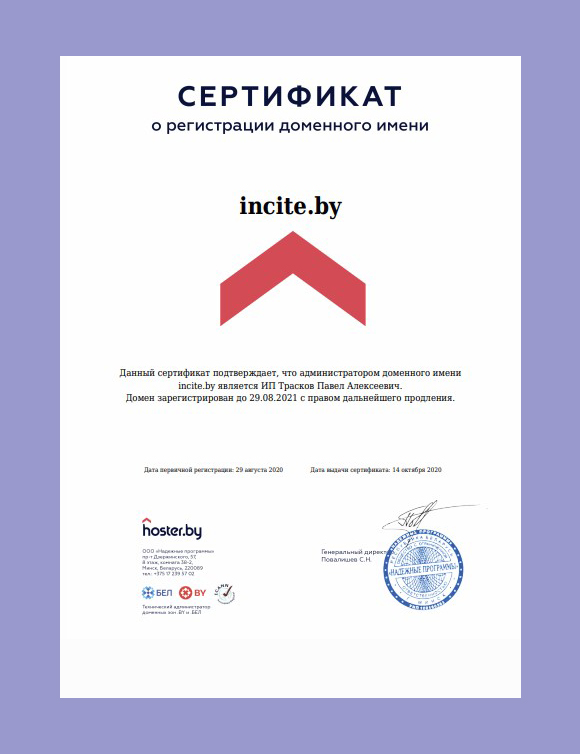 СЕРТИФИКАТ
о регистрации доменного имени
incite.by
Данный сертификат подтверждает, что администратором доменного имени
incite.by является ИП Трасков Павел Алексеевич.
Домен зарегистрирован до 29.08.2021 с правом дальнейшего продления.
Дата первичной регистрации: 29 августа 2020
Дата выдачи сертификата: 14 октября 2020
hoster.by
ООО «Надежные программы»
пр-т Дзержинского, 57,
8 этаж, комната 38-2,
Минск, Беларусь, 220089
тел.: +375 17 239 57 02
БЕЛ
BY
ICANN
Технический администратор
доменных зон .BY и .БЕЛ
Генеральный директ
Повалишев С.Н.
«НАДЕЖНЫЕ ПРОГРАММЫ»